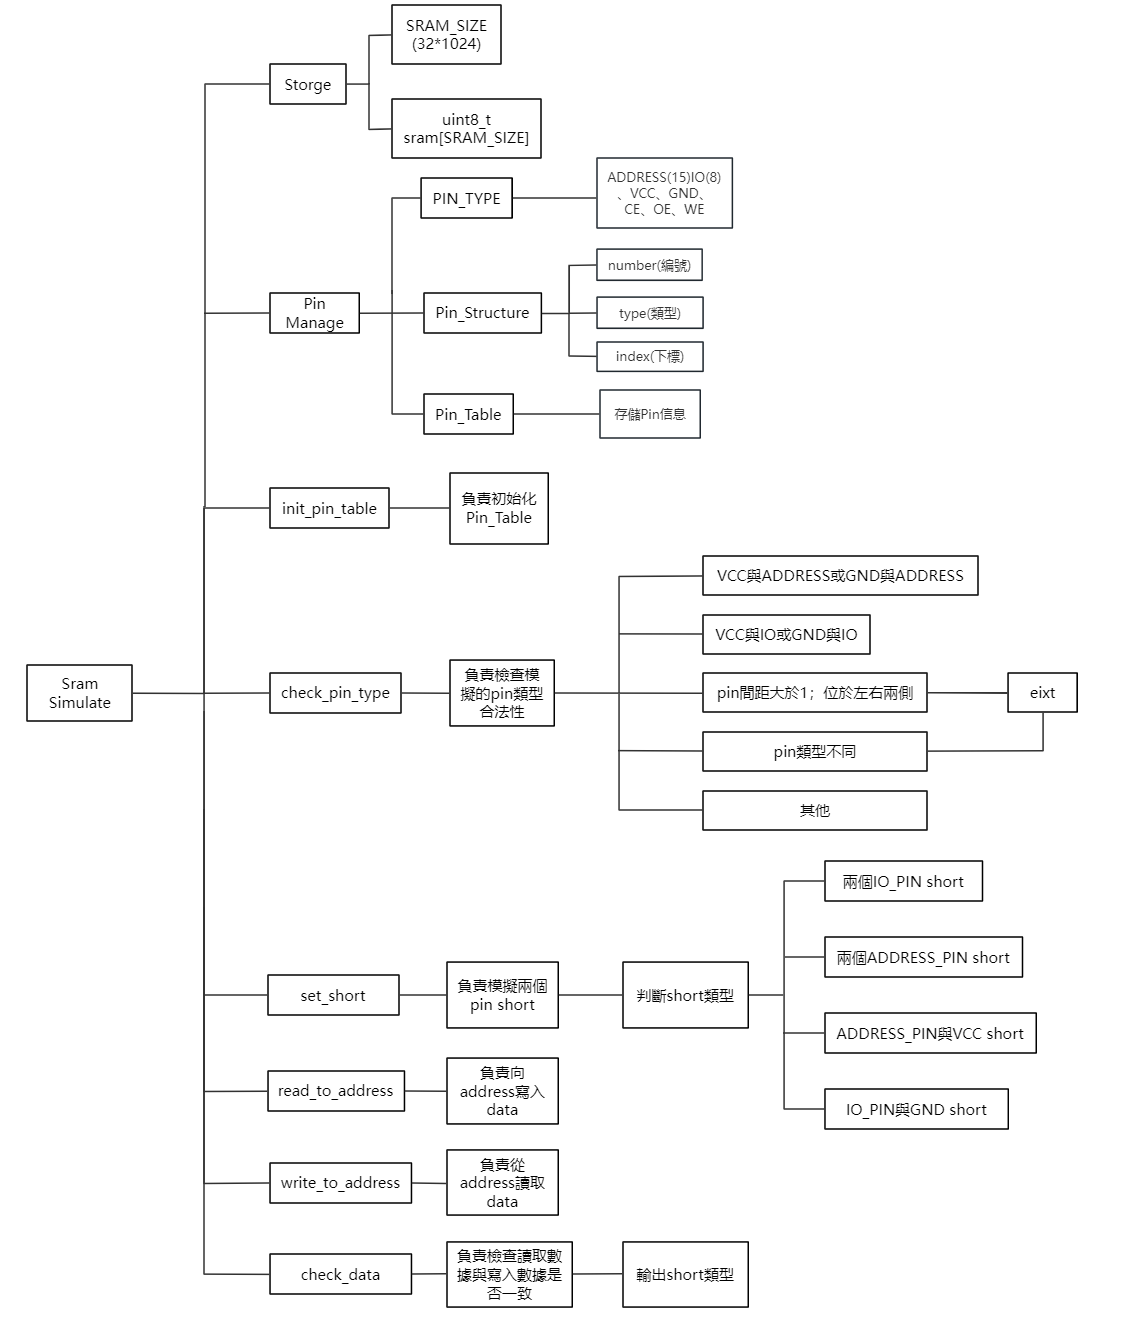 SRAM_SIZE
(32*1024)
Storge
uint8_t
sram[SRAM_SIZE]
PIN_TYPE
ADDRESS(15)IO(8)
、VCC、GND、
CE、OE、WE
Pin
Manage
Pin_Structure
number(編號)
type(類型)
index(下標)
Pin_Table
存儲Pin信息
init_pin_table
負責初始化
Pin_Table
Sram
Simulate
check_pin_type
負責檢查模
擬的pin類型
合法性
VCC與ADDRESS或GND與ADDRESS
VCC與IO或GND與IO
pin間距大於1；位於左右兩側
eixt
pin類型不同
其他
set_short
負責模擬兩個
pin short
判斷short類型
兩個IO_PIN short
兩個ADDRESS_PIN short
ADDRESS_PIN與VCC short
IO_PIN與GND short
read_to_address
負責向
address寫入
data
write_to_address
負責從
address讀取
data
check_data
負責檢查讀取數
據與寫入數據是
否一致
輸出short類型